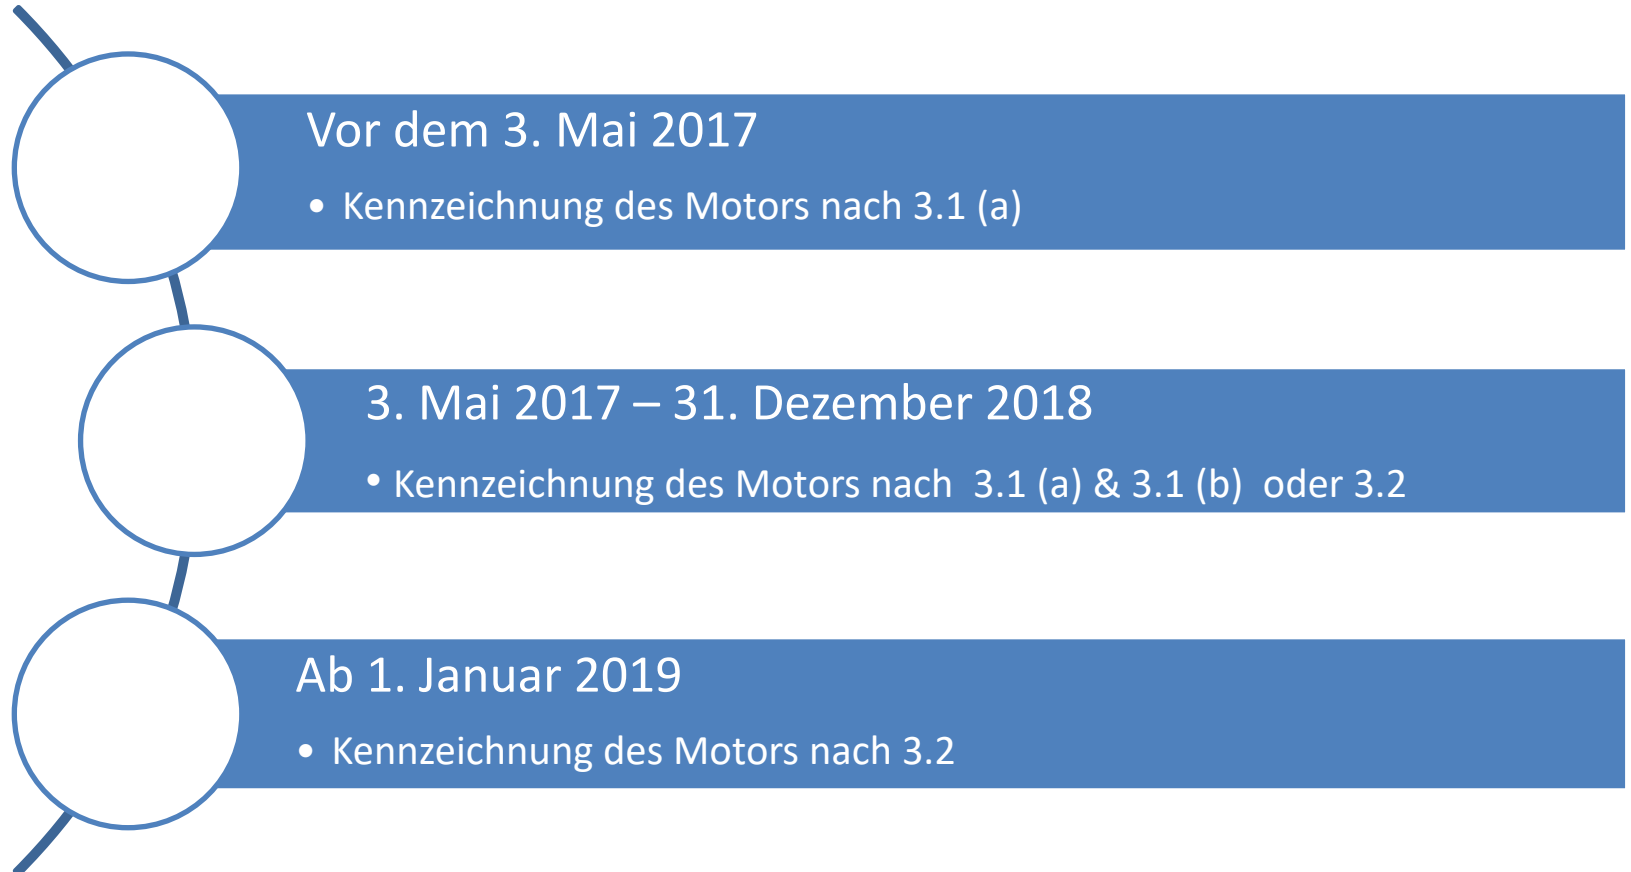 Vor dem 3. Mai 2017
• Kennzeichnung des Motors nach 3.1 (a)
3. Mai 2017 – 31. Dezember 2018
• Kennzeichnung des Motors nach  3.1 (a) & 3.1 (b)  oder 3.2
Ab 1. Januar 2019
• Kennzeichnung des Motors nach 3.2